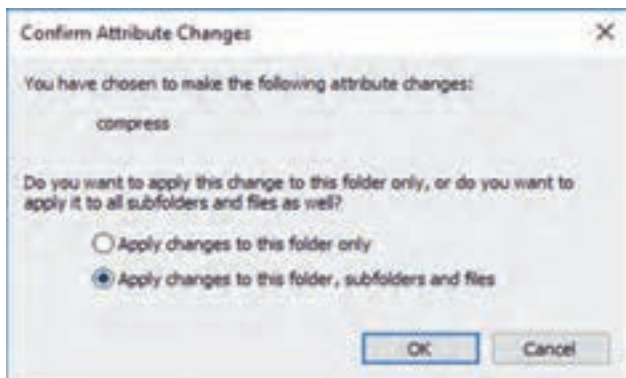 Confirm Attribute Changes
You have chosen to make the following attribute changes:
compress
Do you want to apply this change to this folder only, or do you want to
apply it to all subfolders and files as well?
Apply changes to this folder only
Apply changes to this folder, subfolders and files
OK
Cancel